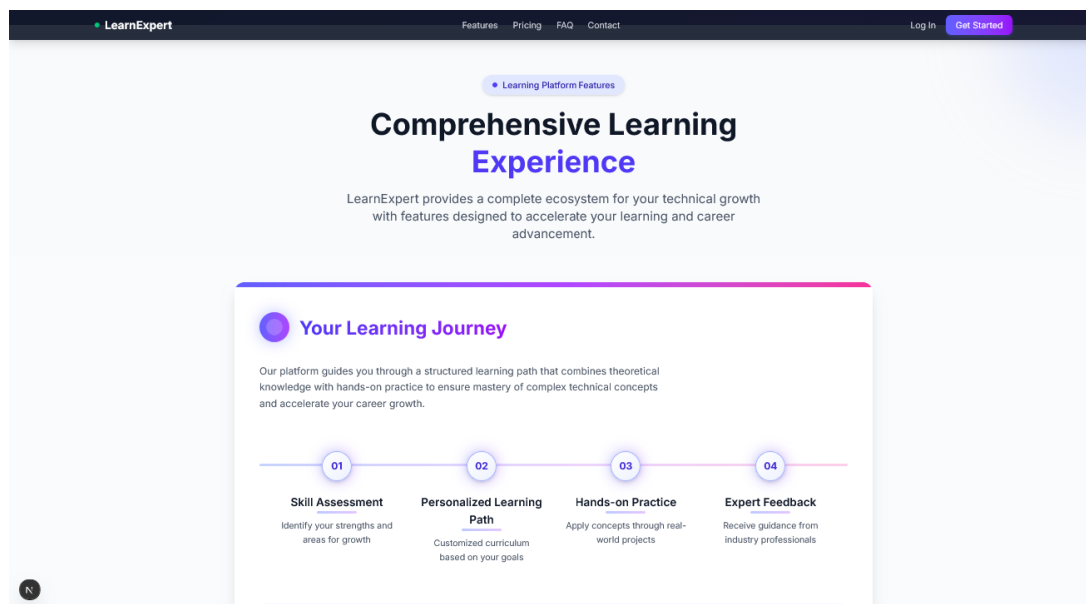 LearnExpert
Features Pricing FAQ Contact
Log In Get Started
Learning Platform Features
Comprehensive Learning
Experience
LearnExpert provides a complete ecosystem for your technical growth
with features designed to accelerate your learning and career
advancement.
Your Learning Journey
Our platform guides you through a structured learning path that combines theoretical
knowledge with hands-on practice to ensure mastery of complex technical concepts
and accelerate your career growth.
01
Skill Assessment
Identify your strengths and
areas for growth
02
Personalized Learning
Path
Customized curriculum
based on your goals
03
Hands-on Practice
Apply concepts through real-
world projects
04
Expert Feedback
Receive guidance from
industry professionals
N